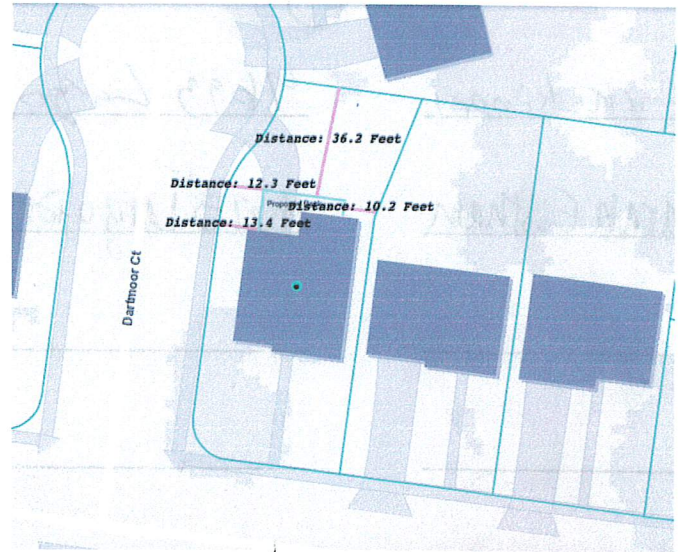 Distance: 36.2 Feet
Distance: 12.3 Feet
Distance: 10.2 Feet
Distance: 13.4 Feet
Dartmoor Ct